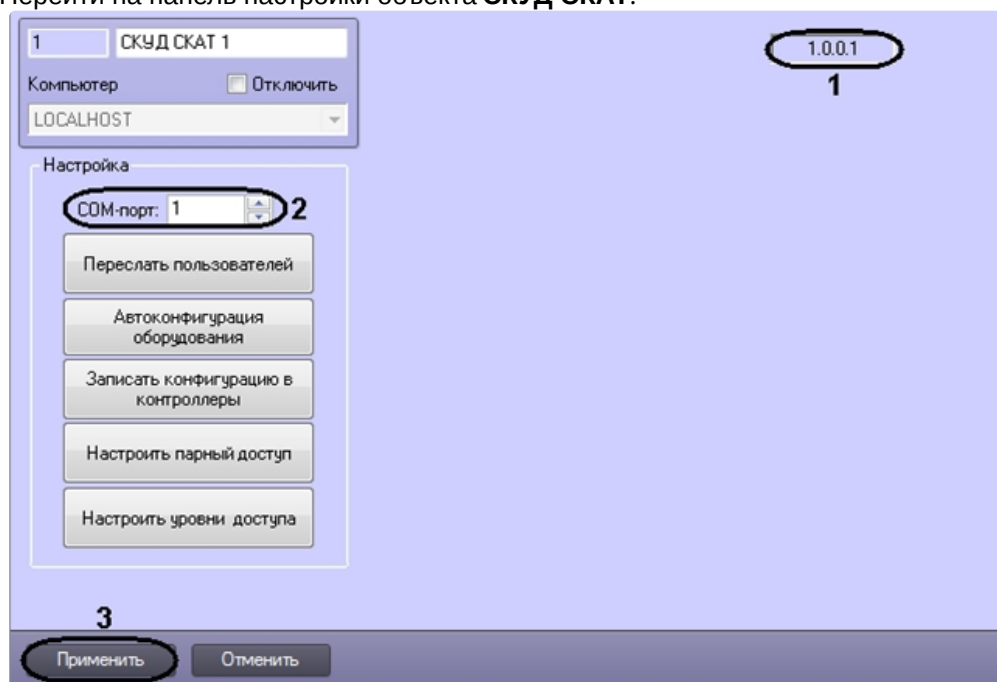 Перейти на панель настройки объекта СКУД СКАТ.
1 СКУД СКАТ 1
1.0.0.1
1
Компьютер Отключить
LOCALHOST
Настройка
COM-порт: 1 2
Переслать пользователей
Автоконфигурация
оборудования
Записать конфигурацию в
контроллеры
Настроить парный доступ
Настроить уровни доступа
3
Применить Отменить